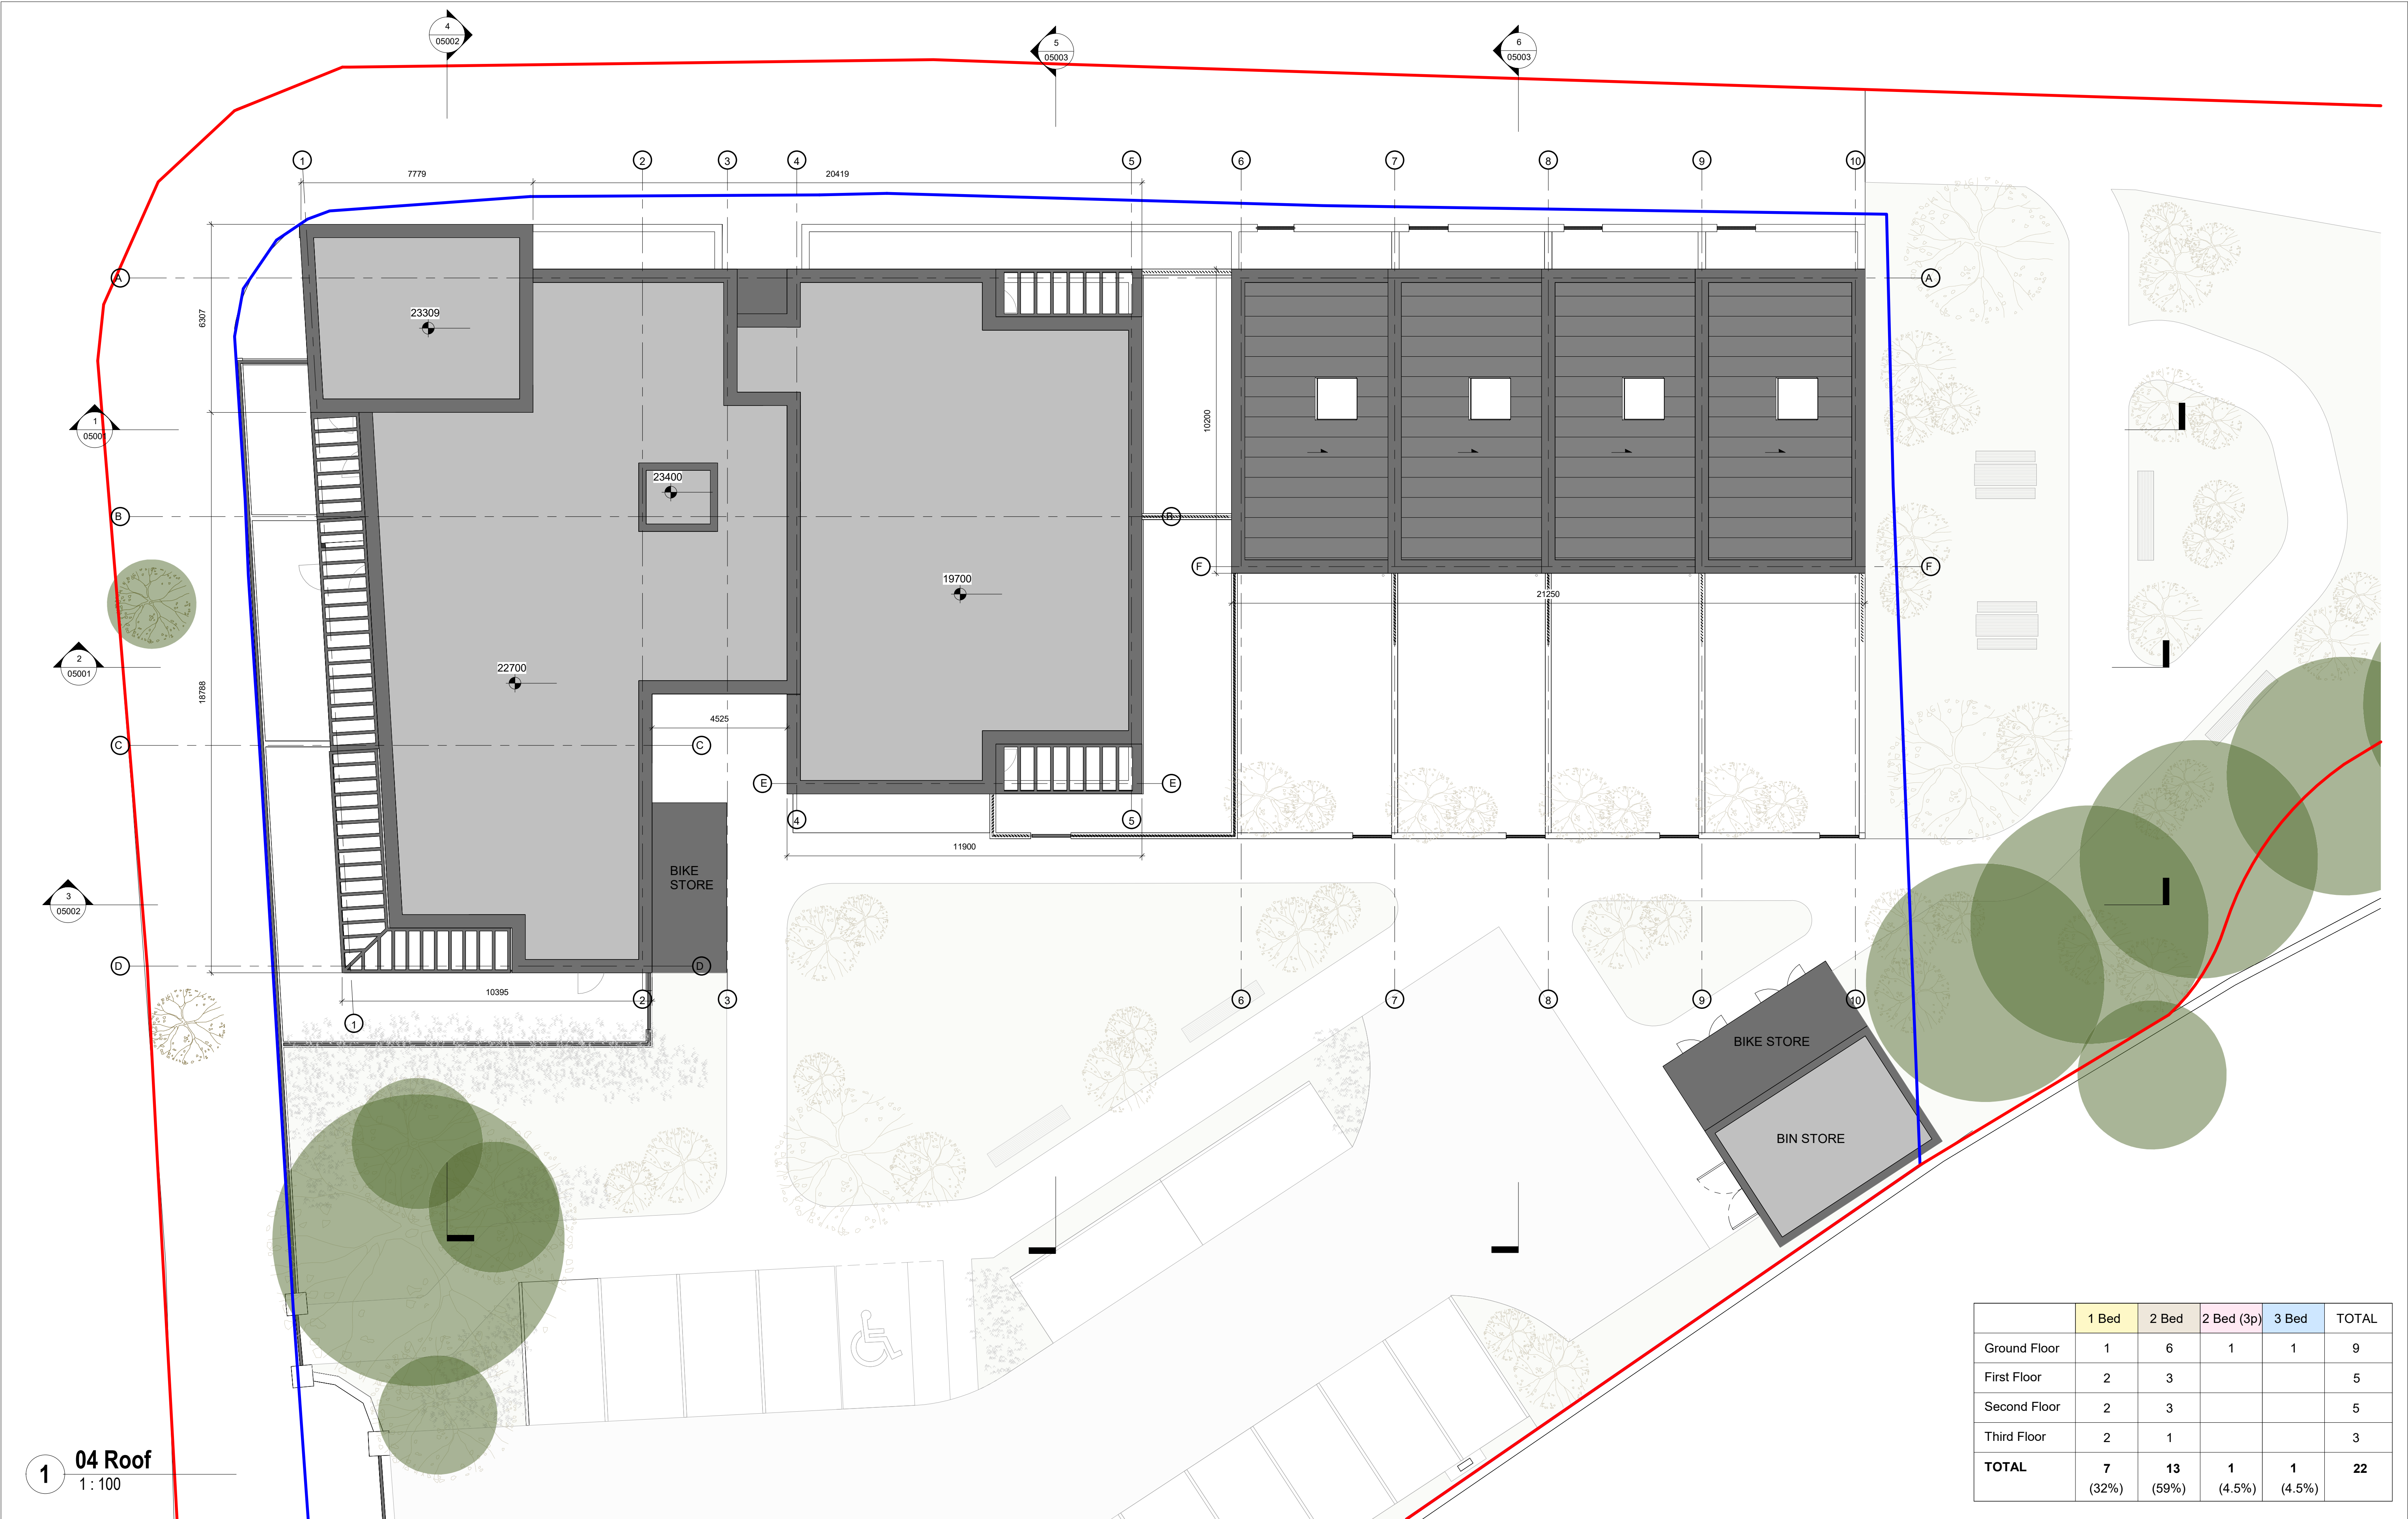 4
05002
5
05003
6
05003
1
2
3
4
5
6
7
8
9
10
7779
20419
A
A
6307
23309
1
05001
10200
23400
B
B
F
F
19700
21250
2
05001
22700
18788
4525
C
C
E
E
4
5
11900
BIKE
STORE
3
05002
D
D
10395
2
3
6
7
8
9
10
1
BIKE STORE
BIN STORE
1 Bed 2 Bed 2 Bed (3p) 3 Bed TOTAL
Ground Floor 1 6 1 1 9
First Floor 2 3 5
Second Floor 2 3 5
Third Floor 2 1 3
TOTAL 7 13 1 1 22
(32%) (59%) (4.5%) (4.5%)
1 04 Roof
1 : 100